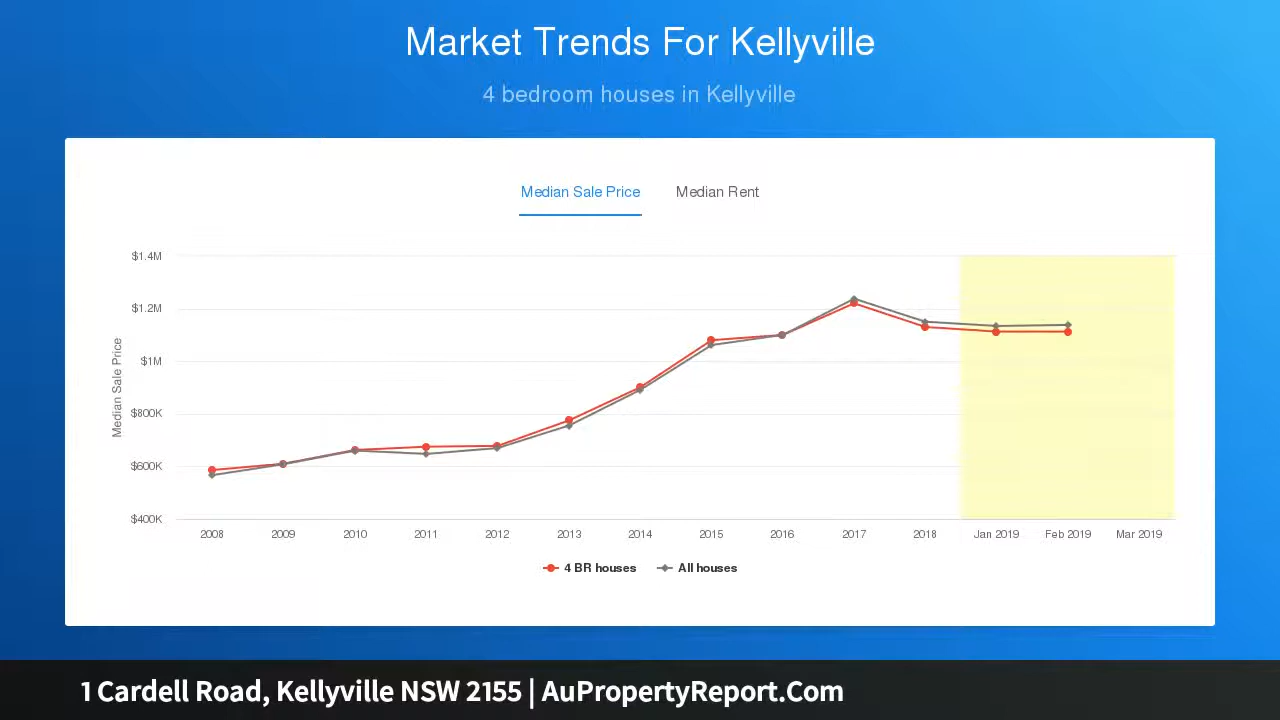 Market Trends For Kellyville
4 bedroom houses in Kellyville
Median Sale Price Median Rent
$1.4M
$1.2M
$1M
$800K
$600K
$400K
Median Sale Price
2008 2009 2010 2011 2012 2013 2014 2015 2016 2017 2018 Jan 2019 Feb 2019 Mar 2019
4 BR houses All houses
1 Cardell Road, Kellyville NSW 2155 | AuPropertyReport.Com